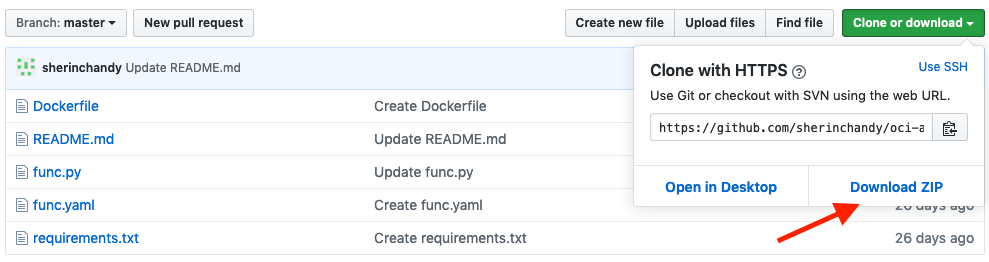 Branch: master New pull request Create new file Upload files Find file Clone or download
sherinchandy Update README.md
Clone with HTTPS Use SSH
Use Git or checkout with SVN using the web URL.
https://github.com/sherinchandy/oci-a
Open in Desktop Download ZIP
Dockerfile Create Dockerfile
README.md Update README.md
func.py Update func.py
func.yaml Create func.yaml 26 days ago
requirements.txt Create requirements.txt 26 days ago